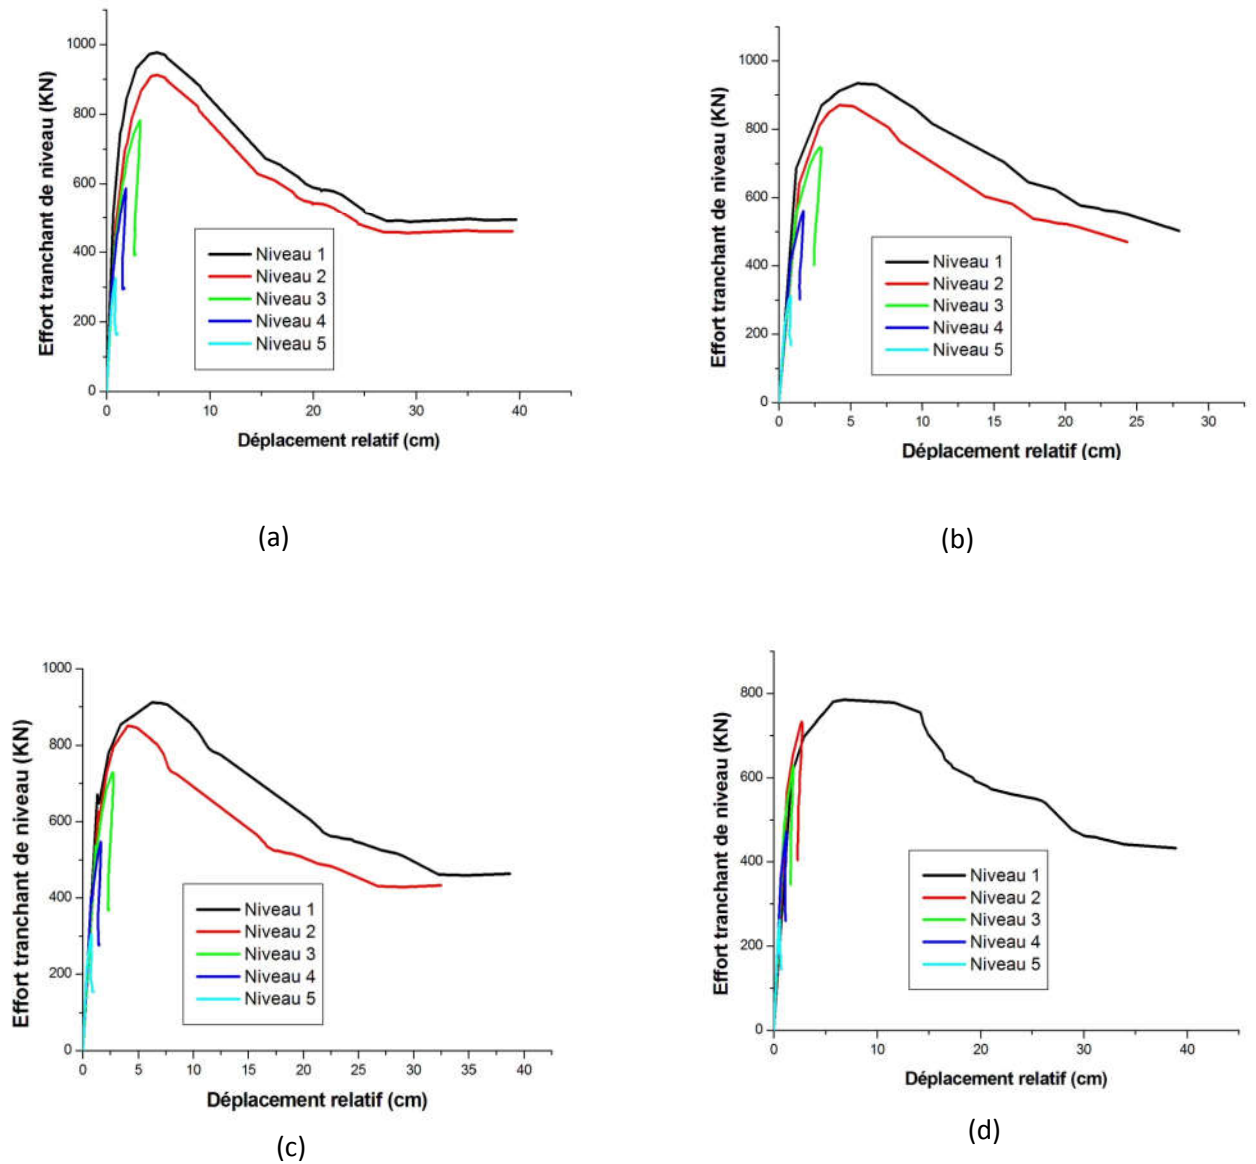 1000
800
600
400
200
0
Effort tranchant de niveau (KN)
Niveau 1
Niveau 2
Niveau 3
Niveau 4
Niveau 5
0 10 20 30 40
Déplacement relatif (cm)
(a)
1000
800
600
400
200
0
Effort tranchant de niveau (KN)
Niveau 1
Niveau 2
Niveau 3
Niveau 4
Niveau 5
0 5 10 15 20 25 30
Déplacement relatif (cm)
(b)
1000
800
600
400
200
0
Effort tranchant de niveau (KN)
Niveau 1
Niveau 2
Niveau 3
Niveau 4
Niveau 5
0 5 10 15 20 25 30 35 40
Déplacement relatif (cm)
(c)
800
600
400
200
0
Effort tranchant de niveau (KN)
Niveau 1
Niveau 2
Niveau 3
Niveau 4
Niveau 5
0 10 20 30 40
Déplacement relatif (cm)
(d)